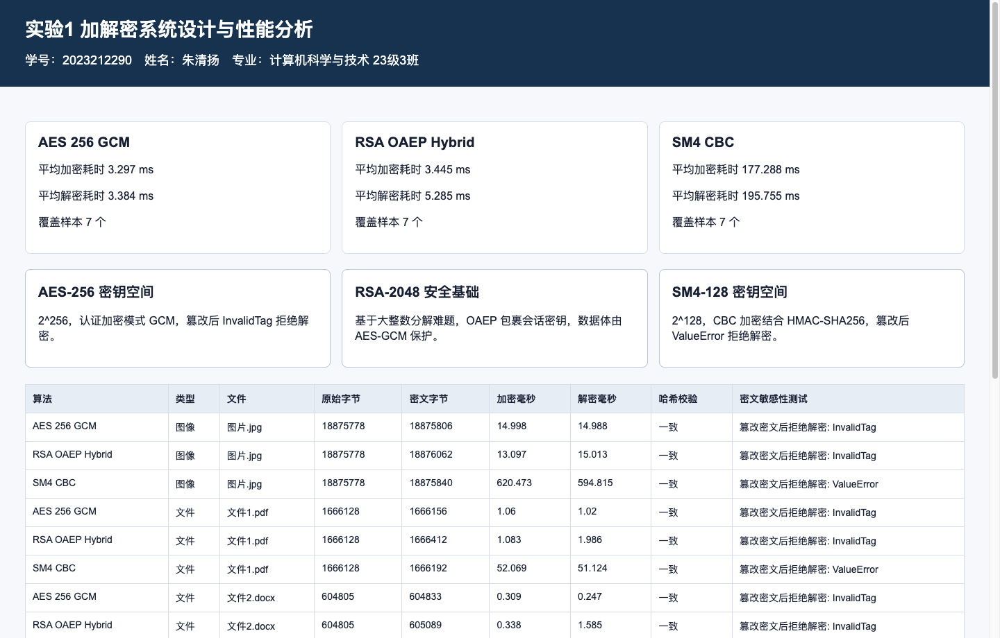 实验1 加解密系统设计与性能分析
学号：2023212290 姓名：朱清扬 专业：计算机科学与技术 23级3班
AES 256 GCM
平均加密耗时 3.297 ms
平均解密耗时 3.384 ms
覆盖样本 7 个
RSA OAEP Hybrid
平均加密耗时 3.445 ms
平均解密耗时 5.285 ms
覆盖样本 7 个
SM4 CBC
平均加密耗时 177.288 ms
平均解密耗时 195.755 ms
覆盖样本 7 个
AES-256 密钥空间
2^256，认证加密模式 GCM，篡改后 InvalidTag 拒绝解
密。
RSA-2048 安全基础
基于大整数分解难题，OAEP 包裹会话密钥，数据体由
AES-GCM 保护。
SM4-128 密钥空间
2^128，CBC 加密结合 HMAC-SHA256，篡改后
ValueError 拒绝解密。
算法 类型 文件 原始字节 密文字节 加密毫秒 解密毫秒 哈希校验 密文敏感性测试
AES 256 GCM 图像 图片.jpg 18875778 18875806 14.998 14.988 一致 篡改密文后拒绝解密: InvalidTag
RSA OAEP Hybrid 图像 图片.jpg 18875778 18876062 13.097 15.013 一致 篡改密文后拒绝解密: InvalidTag
SM4 CBC 图像 图片.jpg 18875778 18875840 620.473 594.815 一致 篡改密文后拒绝解密: ValueError
AES 256 GCM 文件 文件1.pdf 1666128 1666156 1.06 1.02 一致 篡改密文后拒绝解密: InvalidTag
RSA OAEP Hybrid 文件 文件1.pdf 1666128 1666412 1.083 1.986 一致 篡改密文后拒绝解密: InvalidTag
SM4 CBC 文件 文件1.pdf 1666128 1666192 52.069 51.124 一致 篡改密文后拒绝解密: ValueError
AES 256 GCM 文件 文件2.docx 604805 604833 0.309 0.247 一致 篡改密文后拒绝解密: InvalidTag
RSA OAEP Hybrid 文件 文件2.docx 604805 605089 0.338 1.585 一致 篡改密文后拒绝解密: InvalidTag